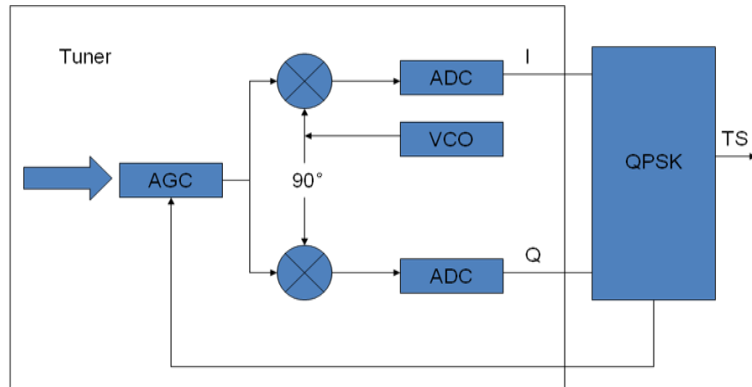 Tuner
ADC
I
VCO
TS
QPSK
AGC
90°
ADC
Q